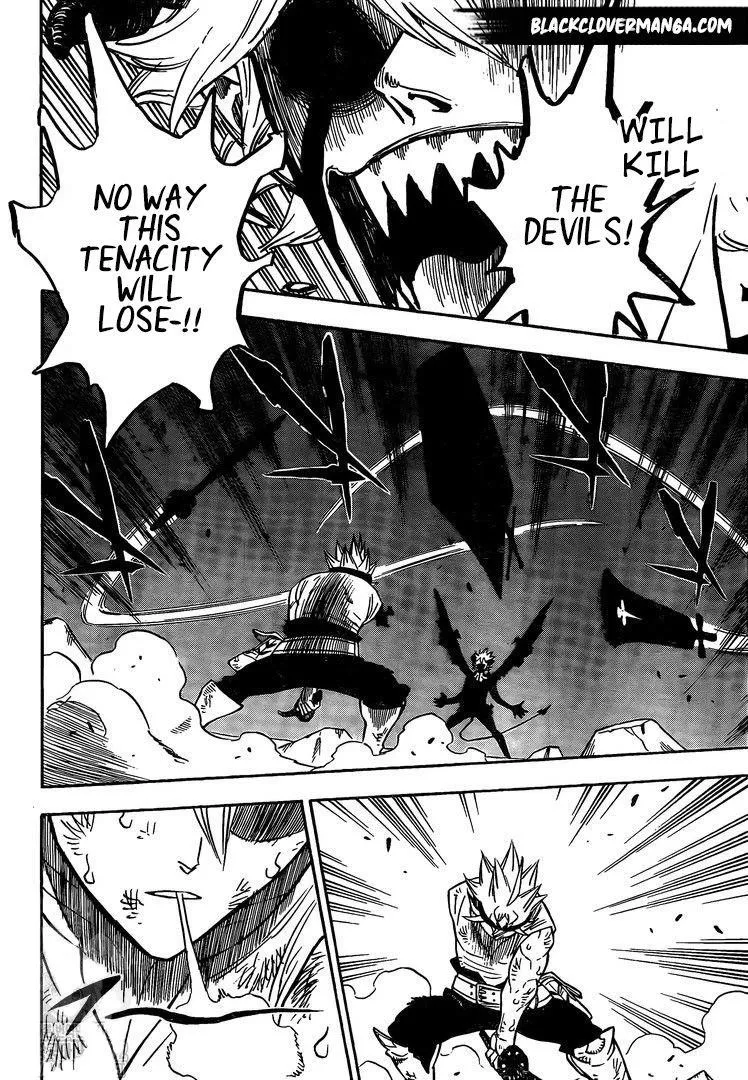 BLACKCLOVERMANGA.COM
WILL
KILL
THE
DEVILS!
NO WAY
THIS
TENACITY
WILL
LOSE-!!